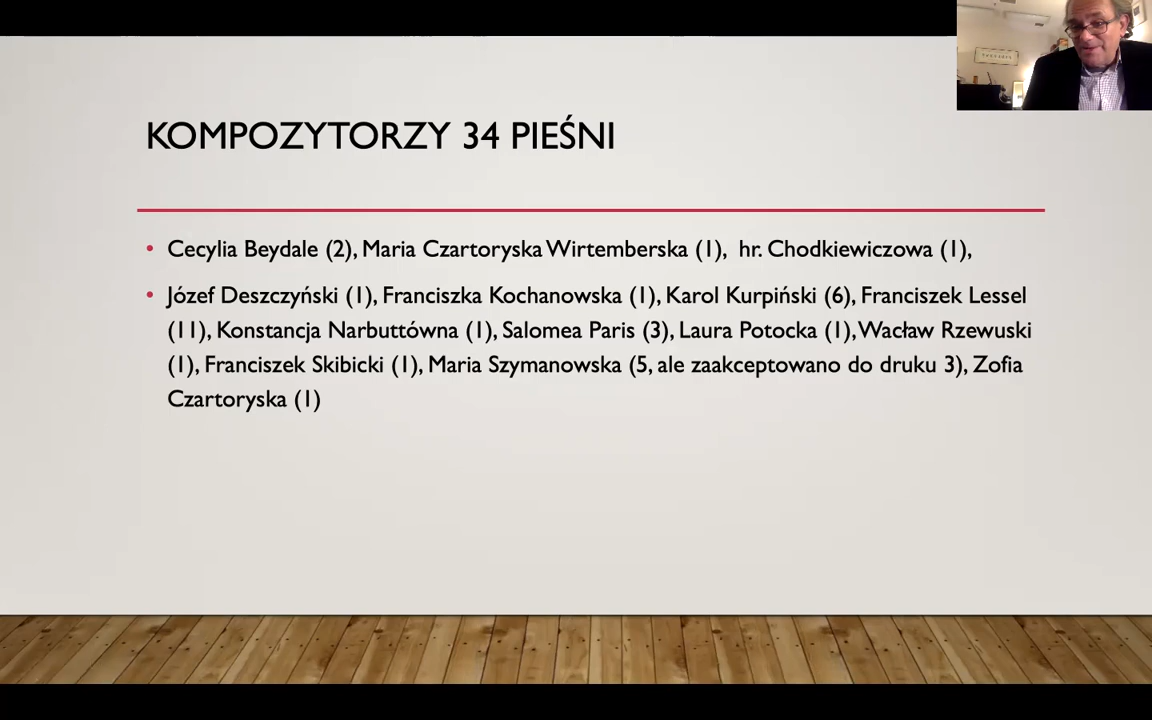 KOMPOZYTORZY 34 PIEŚNI
• Cecylia Beydale (2), Maria Czartoryska Wirtemberska (1), hr. Chodkiewiczowa (1),
• Józef Deszczyński (1), Franciszka Kochanowska (1), Karol Kurpiński (6), Franciszek Lessel
(11), Konstancja Narbuttówna (1), Salomea Paris (3), Laura Potocka (1), Wacław Rzewuski
(1), Franciszek Skibicki (1), Maria Szymanowska (5, ale zaakceptowano do druku 3), Zofia
Czartoryska (1)